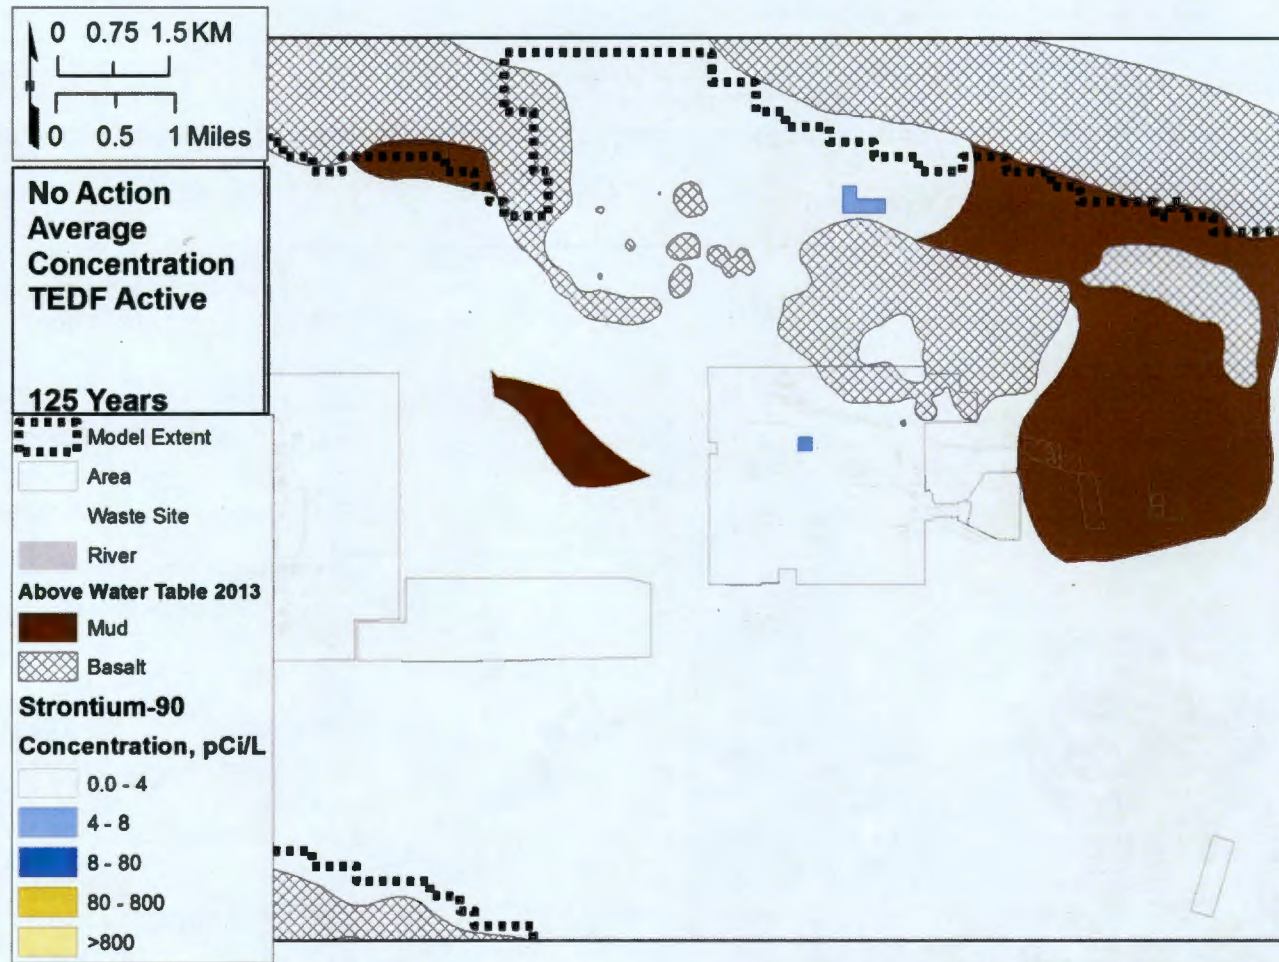 0 0.75 1.5 KM
N
0 0.5 1 Miles
No Action
Average
Concentration
TEDF Active
125 Years
Model Extent
Area
Waste Site
River
Above Water Table 2013
Mud
Basalt
Strontium-90
Concentration, pCi/L
0.0 - 4
4 - 8
8 - 80
80 - 800
>800